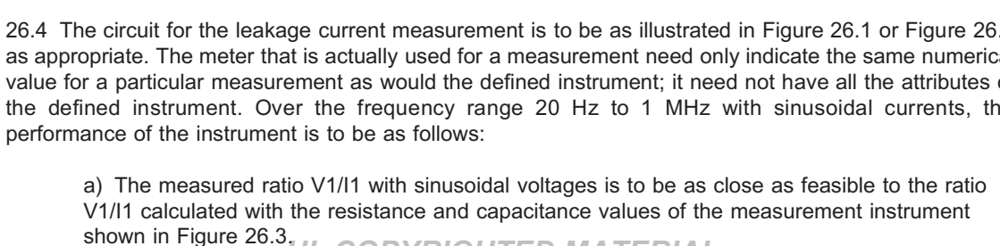 26.4 The circuit for the leakage current measurement is to be as illustrated in Figure 26.1 or Figure 26.
as appropriate. The meter that is actually used for a measurement need only indicate the same numeric
value for a particular measurement as would the defined instrument; it need not have all the attributes
the defined instrument. Over the frequency range 20 Hz to 1 MHz with sinusoidal currents, th
performance of the instrument is to be as follows:
a) The measured ratio V1/I1 with sinusoidal voltages is to be as close as feasible to the ratio
V1/I1 calculated with the resistance and capacitance values of the measurement instrument
shown in Figure 26.3.
UL COPYRIGHTED MATERIAL